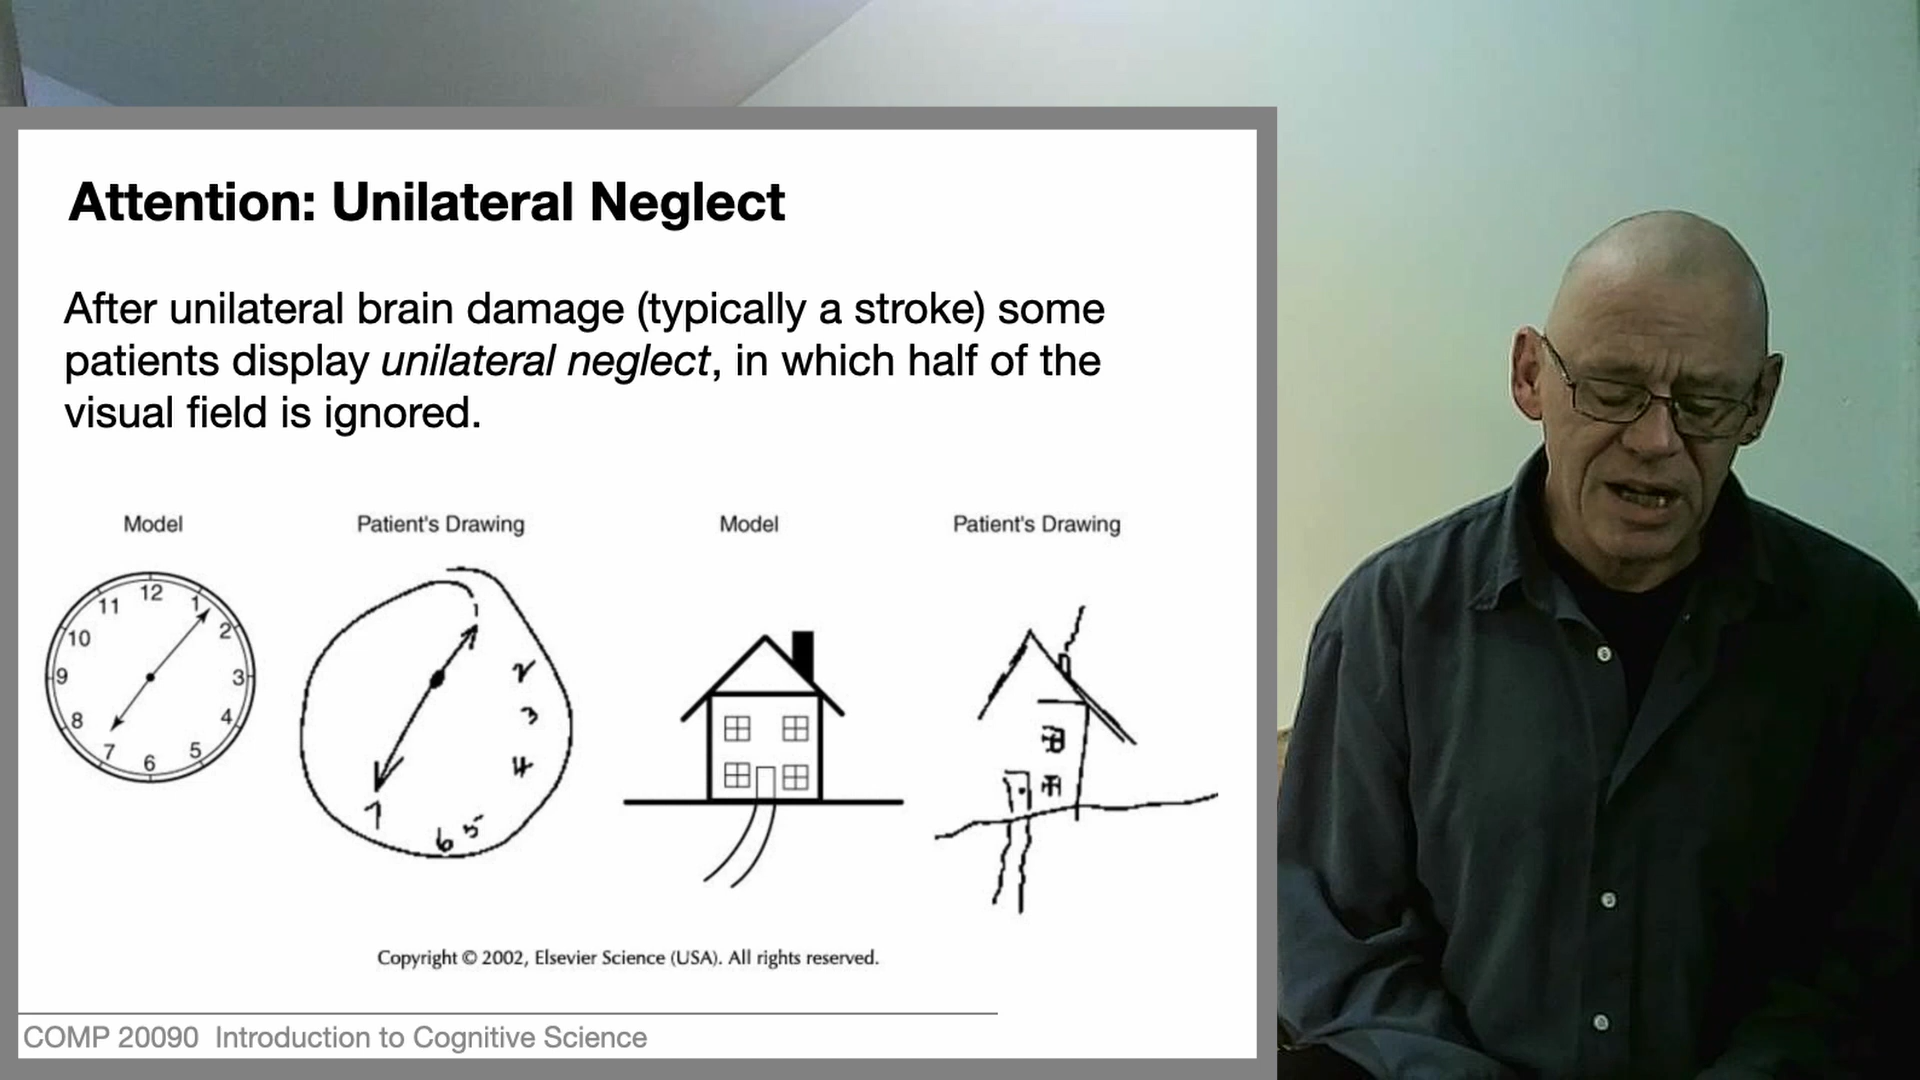 Attention: Unilateral Neglect
After unilateral brain damage (typically a stroke) some
patients display unilateral neglect, in which half of the
visual field is ignored.
Model
Patient's Drawing
Model
Patient's Drawing
12
11
1
10
2
9
3
8
4
7
5
6
2
3
4
7
6
5
Copyright © 2002, Elsevier Science (USA). All rights reserved.
COMP 20090 Introduction to Cognitive Science